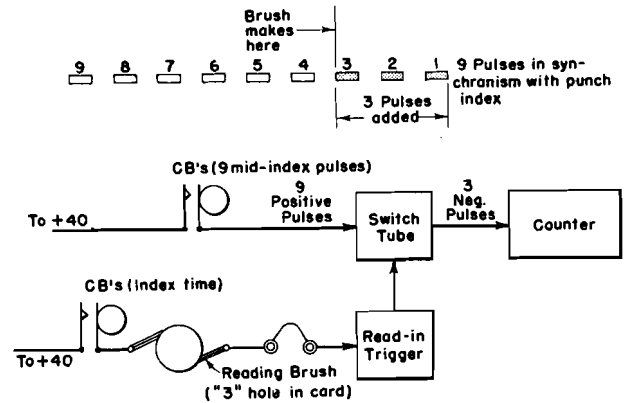 Brush
makes
here
9 8 7 6 5 4 3 2 1
9 Pulses in syn-
chranism with punch
index
3 Pulses
added
CB's (9 mid-index pulses)
To +40
9
Positive
Pulses
Switch
Tube
3
Neg.
Pulses
Counter
CB's (Index time)
To +40
Reading Brush
("3" hole in card)
Read-in
Trigger